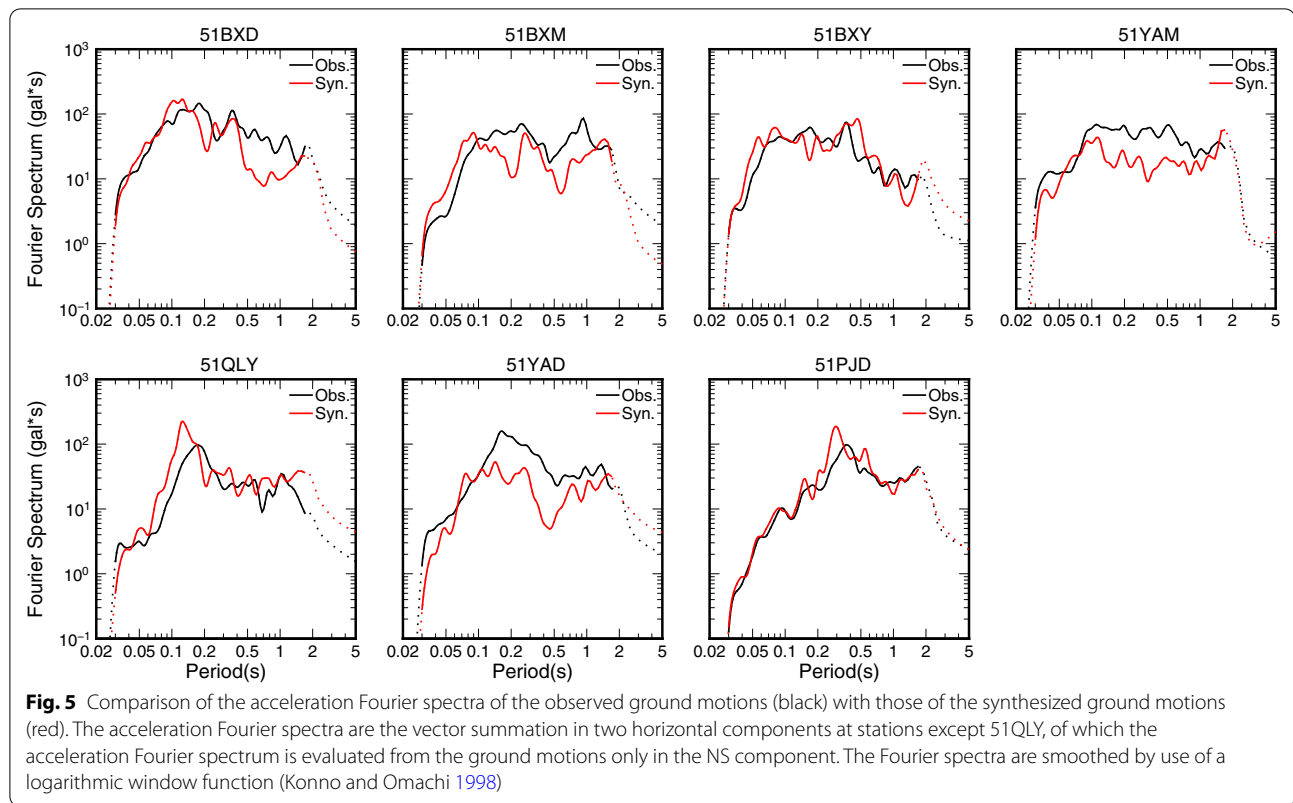 51BXD
51BXM
51BXY
51YAM
Fourier Spectrum (gal*s)
10³
10²
10¹
10⁰
10⁻¹
Obs.
Syn.
Obs.
Syn.
Obs.
Syn.
Obs.
Syn.
0.02 0.05 0.1 0.2 0.5 1 2 5
0.02 0.05 0.1 0.2 0.5 1 2 5
0.02 0.05 0.1 0.2 0.5 1 2 5
0.02 0.05 0.1 0.2 0.5 1 2 5
51QLY
51YAD
51PJD
Fourier Spectrum (gal*s)
10³
10²
10¹
10⁰
10⁻¹
Obs.
Syn.
Obs.
Syn.
Obs.
Syn.
0.02 0.05 0.1 0.2 0.5 1 2 5
0.02 0.05 0.1 0.2 0.5 1 2 5
0.02 0.05 0.1 0.2 0.5 1 2 5
Period(s)
Period(s)
Period(s)
Fig. 5 Comparison of the acceleration Fourier spectra of the observed ground motions (black) with those of the synthesized ground motions
(red). The acceleration Fourier spectra are the vector summation in two horizontal components at stations except 51QLY, of which the
acceleration Fourier spectrum is evaluated from the ground motions only in the NS component. The Fourier spectra are smoothed by use of a
logarithmic window function (Konno and Omachi 1998)